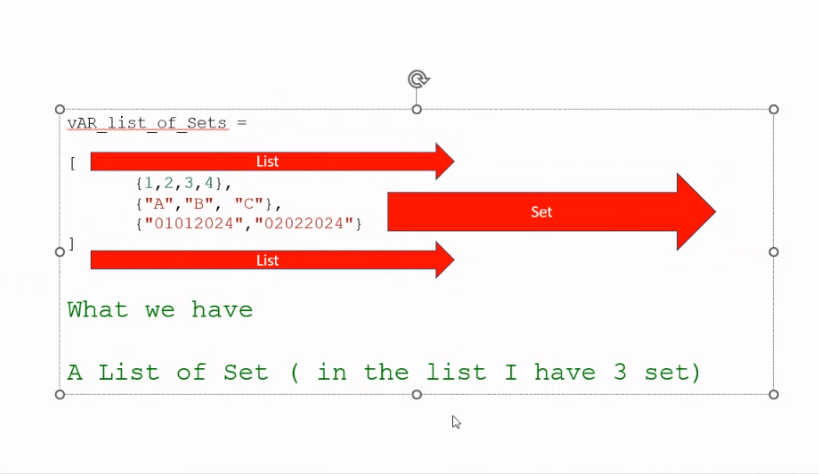 vAR_list_of_Sets =
[ List
{1,2,3,4},
{"A","B", "C"},
Set
{"01012024","02022024"}
]
List
What we have
A List of Set ( in the list I have 3 set)